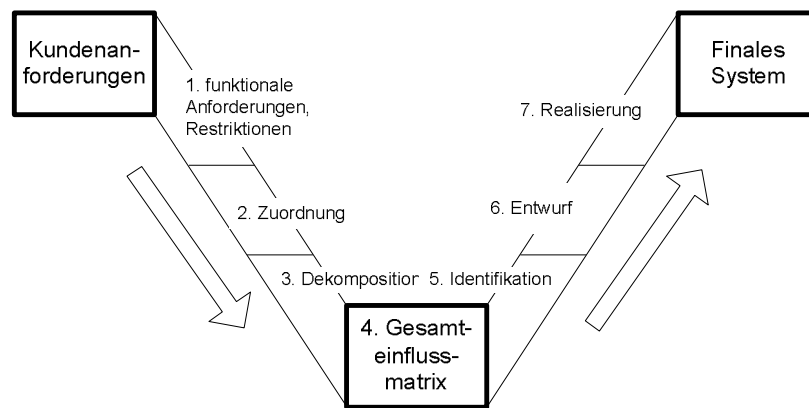 Kundenan-
forderungen
1. funktionale
Anforderungen,
Restriktionen
2. Zuordnung
3. Dekomposition
4. Gesamt-
einfluss-
matrix
5. Identifikation
6. Entwurf
7. Realisierung
Finales
System